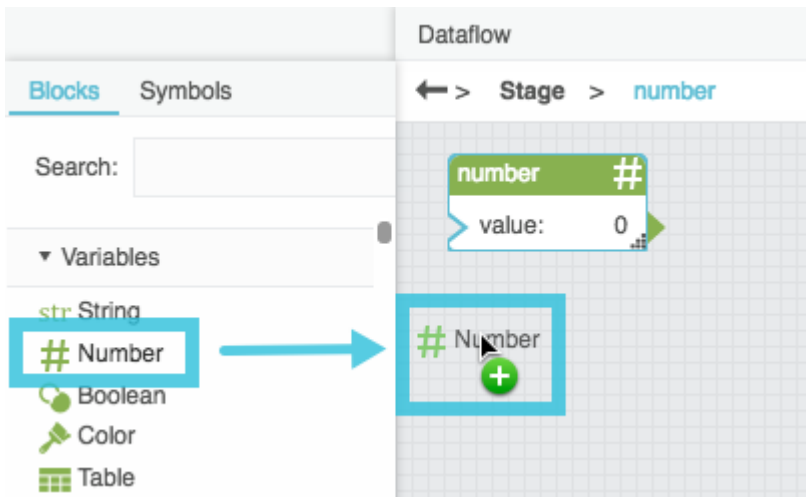 Dataflow
Blocks Symbols
> Stage > number
Search:
number #
value: 0
▼ Variables
str String
# Number
# Number
Boolean
Color
Table